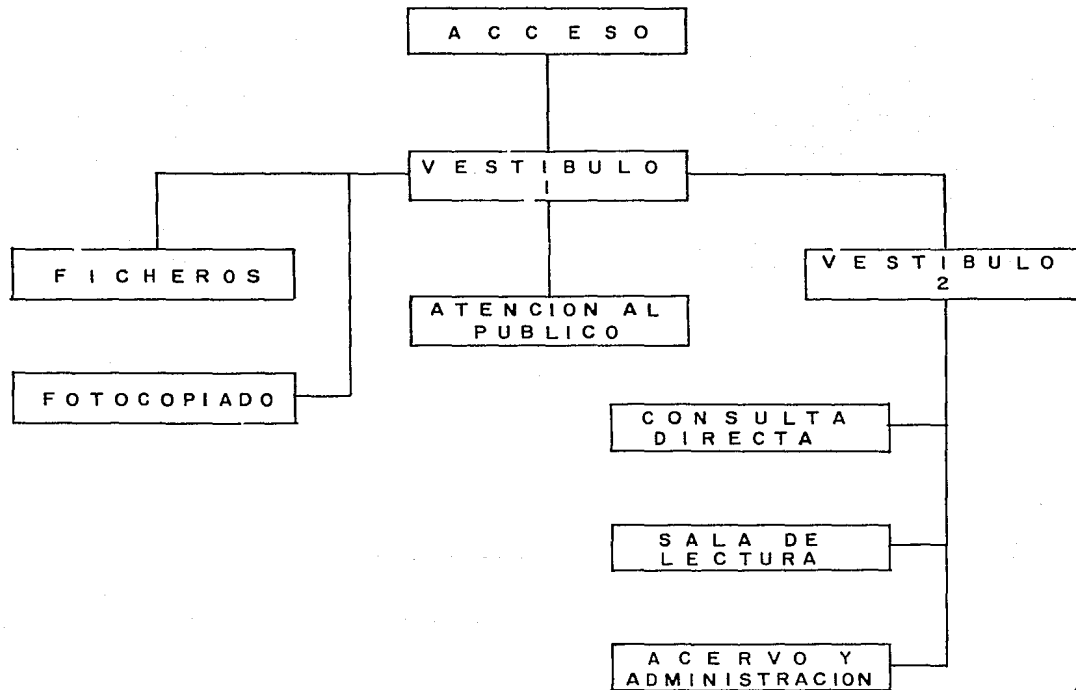 ACCESO
VESTIBULO
1
FICHEROS
VESTIBULO
2
ATENCION AL
PUBLICO
FOTOCOPIADO
CONSULTA
DIRECTA
SALA DE
LECTURA
ACERVO Y
ADMINISTRACION